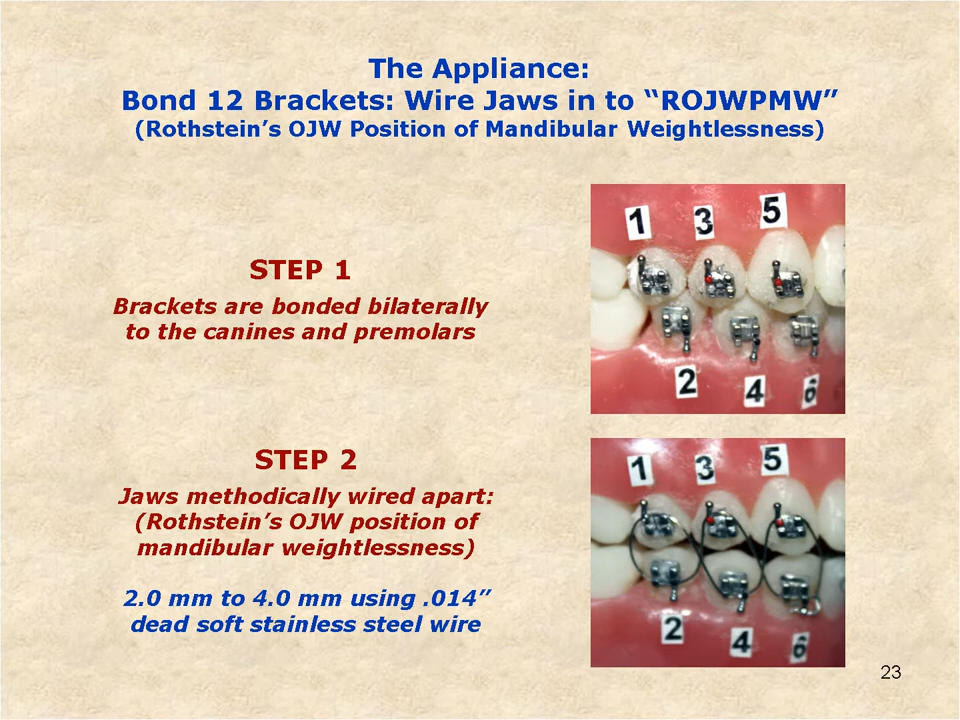 The Appliance:
Bond 12 Brackets: Wire Jaws in to “ROJWPMW”
(Rothstein’s OJW Position of Mandibular Weightlessness)
STEP 1
Brackets are bonded bilaterally
to the canines and premolars
1 3 5
2 4 6
STEP 2
Jaws methodically wired apart:
(Rothstein’s OJW position of
mandibular weightlessness)
2.0 mm to 4.0 mm using .014”
dead soft stainless steel wire
1 3 5
2 4 6
23